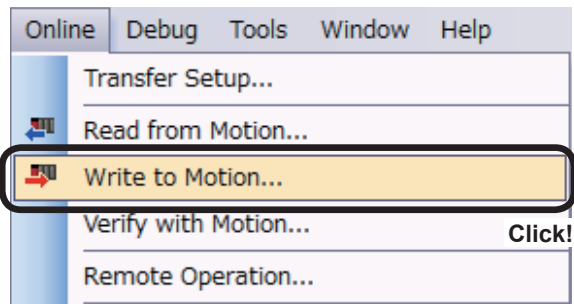 Online Debug Tools Window Help
Transfer Setup...
Read from Motion...
Write to Motion...
Verify with Motion...
Click!
Remote Operation...